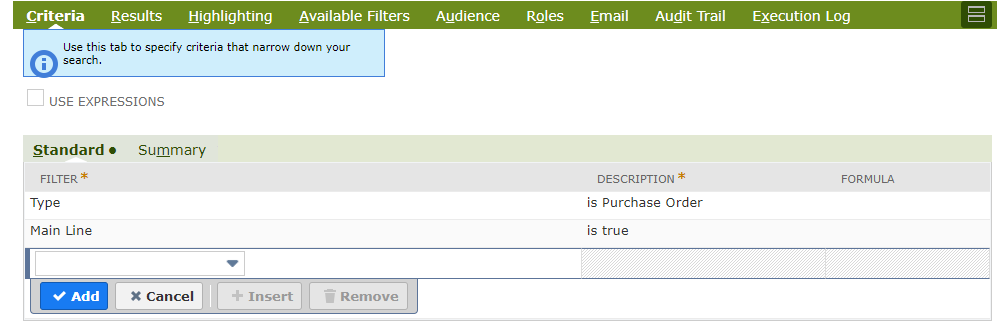 Criteria Results Highlighting Available Filters Audience Roles Email Audit Trail Execution Log
Use this tab to specify criteria that narrow down your
search.
USE EXPRESSIONS
Standard • Summary
FILTER * DESCRIPTION * FORMULA
Type is Purchase Order
Main Line is true
Add Cancel Insert Remove